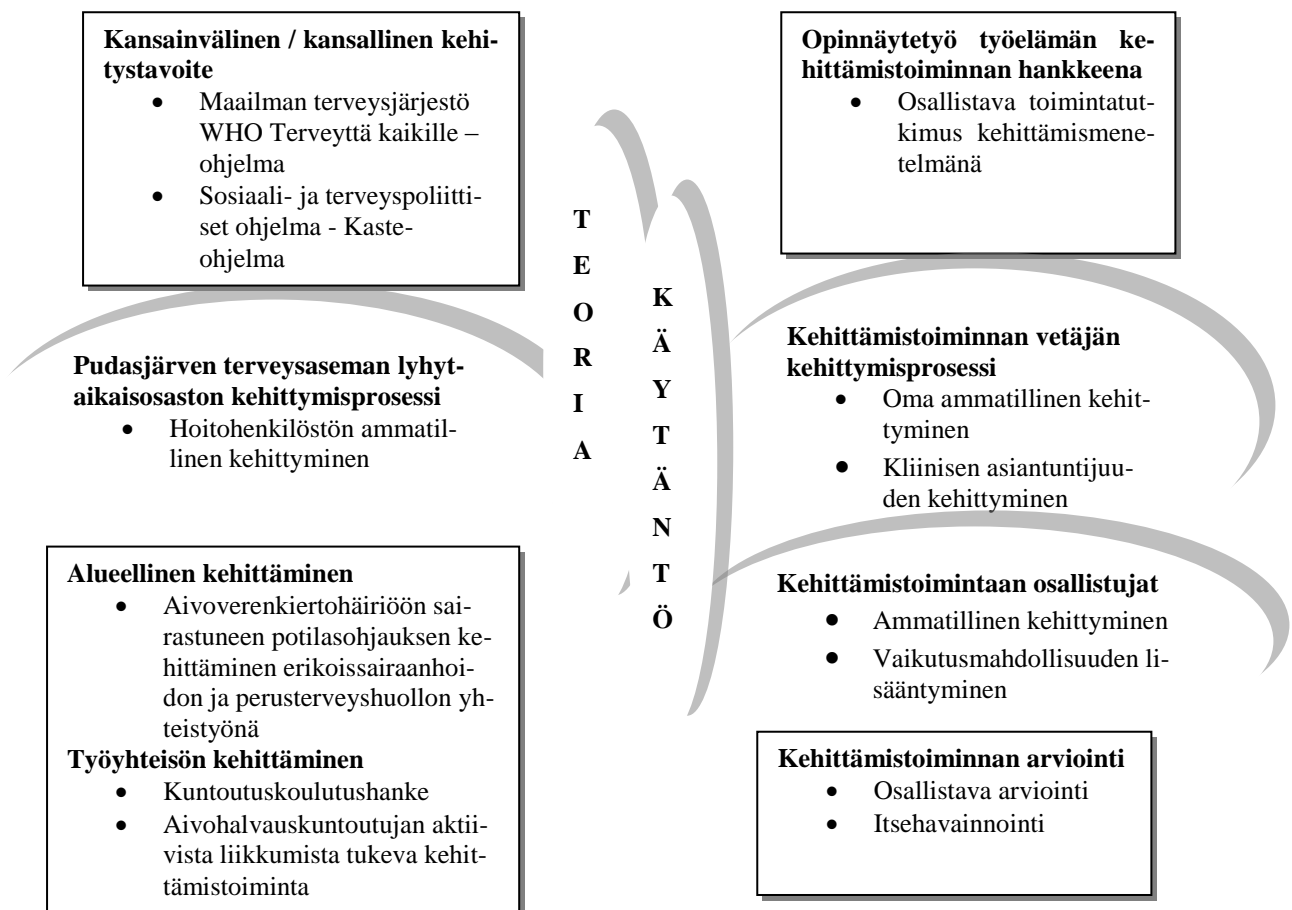 Kansainvälinen / kansallinen kehi-
tystavoite
• Maailman terveysjärjestö
WHO Terveyttä kaikille –
ohjelma
• Sosiaali- ja terveyspoliitti-
set ohjelma - Kaste-
ohjelma
Pudasjärven terveysaseman lyhyt-
aikaisosaston kehittymisprosessi
• Hoitohenkilöstön ammatil-
linen kehittyminen
Alueellinen kehittäminen
• Aivoverenkiertohäiriöön sai-
rastuneen potilasohjauksen ke-
hittäminen erikoissairaanhoi-
don ja perusterveyshuollon yh-
teistyönä
Työyhteisön kehittäminen
• Kuntoutuskoulutushanke
• Aivohalvauskuntoutujan aktii-
vista liikkumista tukeva kehit-
tämistoiminta
T
E
O
R
I
A
K
Ä
Y
T
Ä
N
T
Ö
Opinnäytetyö työelämän ke-
hittämistoiminnan hankkeena
• Osallistava toimintatut-
kimus kehittämismene-
telmänä
Kehittämistoiminnan vetäjän
kehittymisprosessi
• Oma ammatillinen kehit-
tyminen
• Kliinisen asiantuntijuu-
den kehittyminen
Kehittämistoimintaan osallistujat
• Ammatillinen kehittyminen
• Vaikutusmahdollisuuden li-
sääntyminen
Kehittämistoiminnan arviointi
• Osallistava arviointi
• Itsehavainnointi